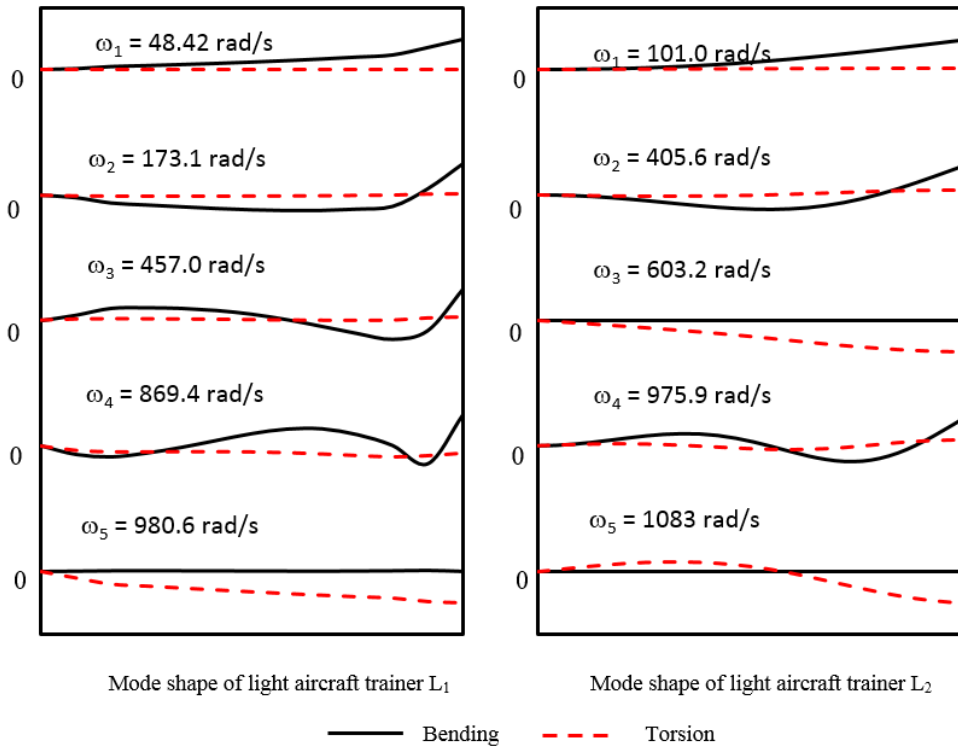 ω1 = 48.42 rad/s
0
ω2 = 173.1 rad/s
0
ω3 = 457.0 rad/s
0
ω4 = 869.4 rad/s
0
ω5 = 980.6 rad/s
0
Mode shape of light aircraft trainer L1
ω1 = 101.0 rad/s
0
ω2 = 405.6 rad/s
0
ω3 = 603.2 rad/s
0
ω4 = 975.9 rad/s
0
ω5 = 1083 rad/s
0
Mode shape of light aircraft trainer L2
Bending
Torsion